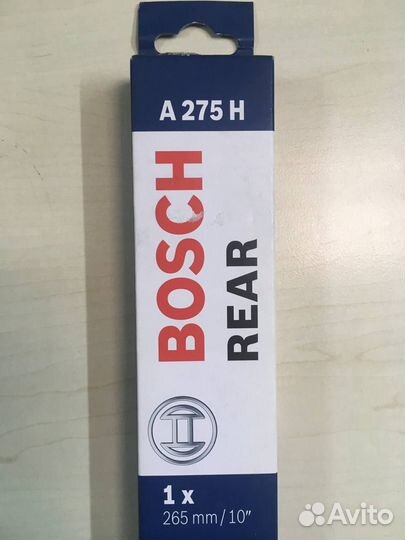 A 275 H
BOSCH
REAR
1 x
265 mm/10"
Avito